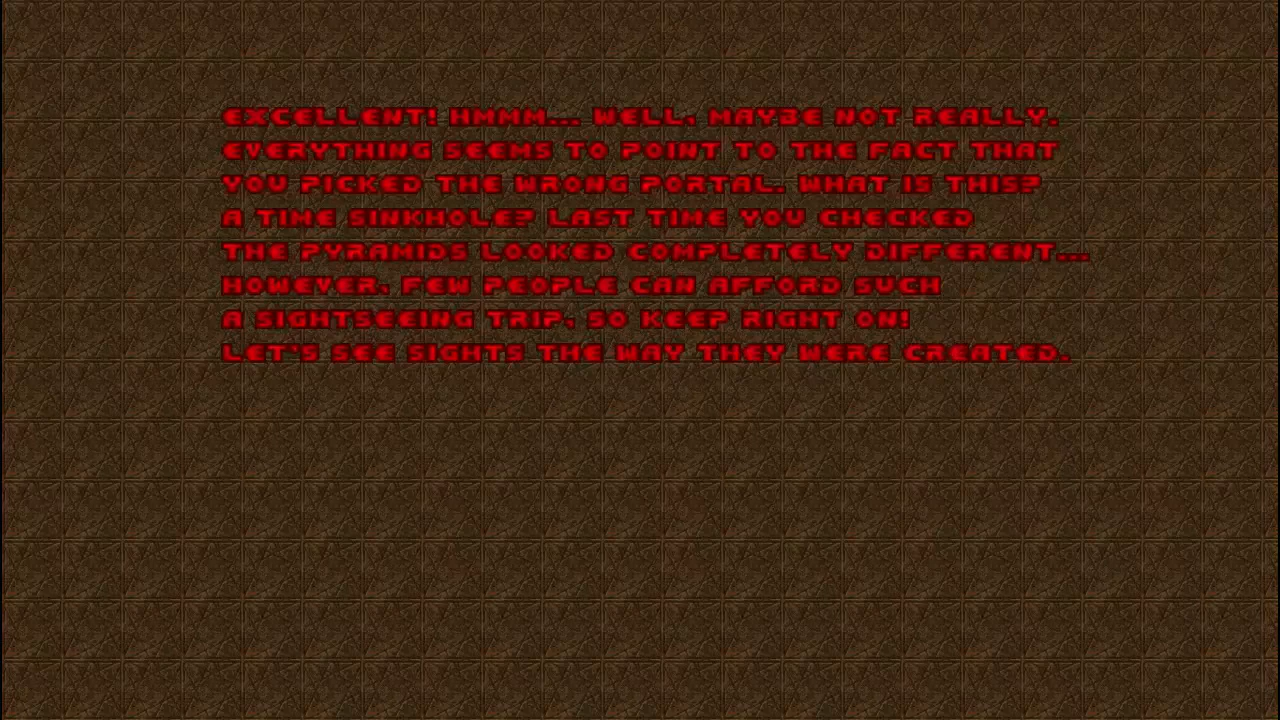 EXCELLENT! HMMM... WELL, MAYBE NOT REALLY.
EVERYTHING SEEMS TO POINT TO THE FACT THAT
YOU PICKED THE WRONG PORTAL. WHAT IS THIS?
A TIME SINKHOLE? LAST TIME YOU CHECKED
THE PYRAMIDS LOOKED COMPLETELY DIFFERENT...
HOWEVER, FEW PEOPLE CAN AFFORD SUCH
A SIGHTSEEING TRIP, SO KEEP RIGHT ON!
LET'S SEE SIGHTS THE WAY THEY WERE CREATED.